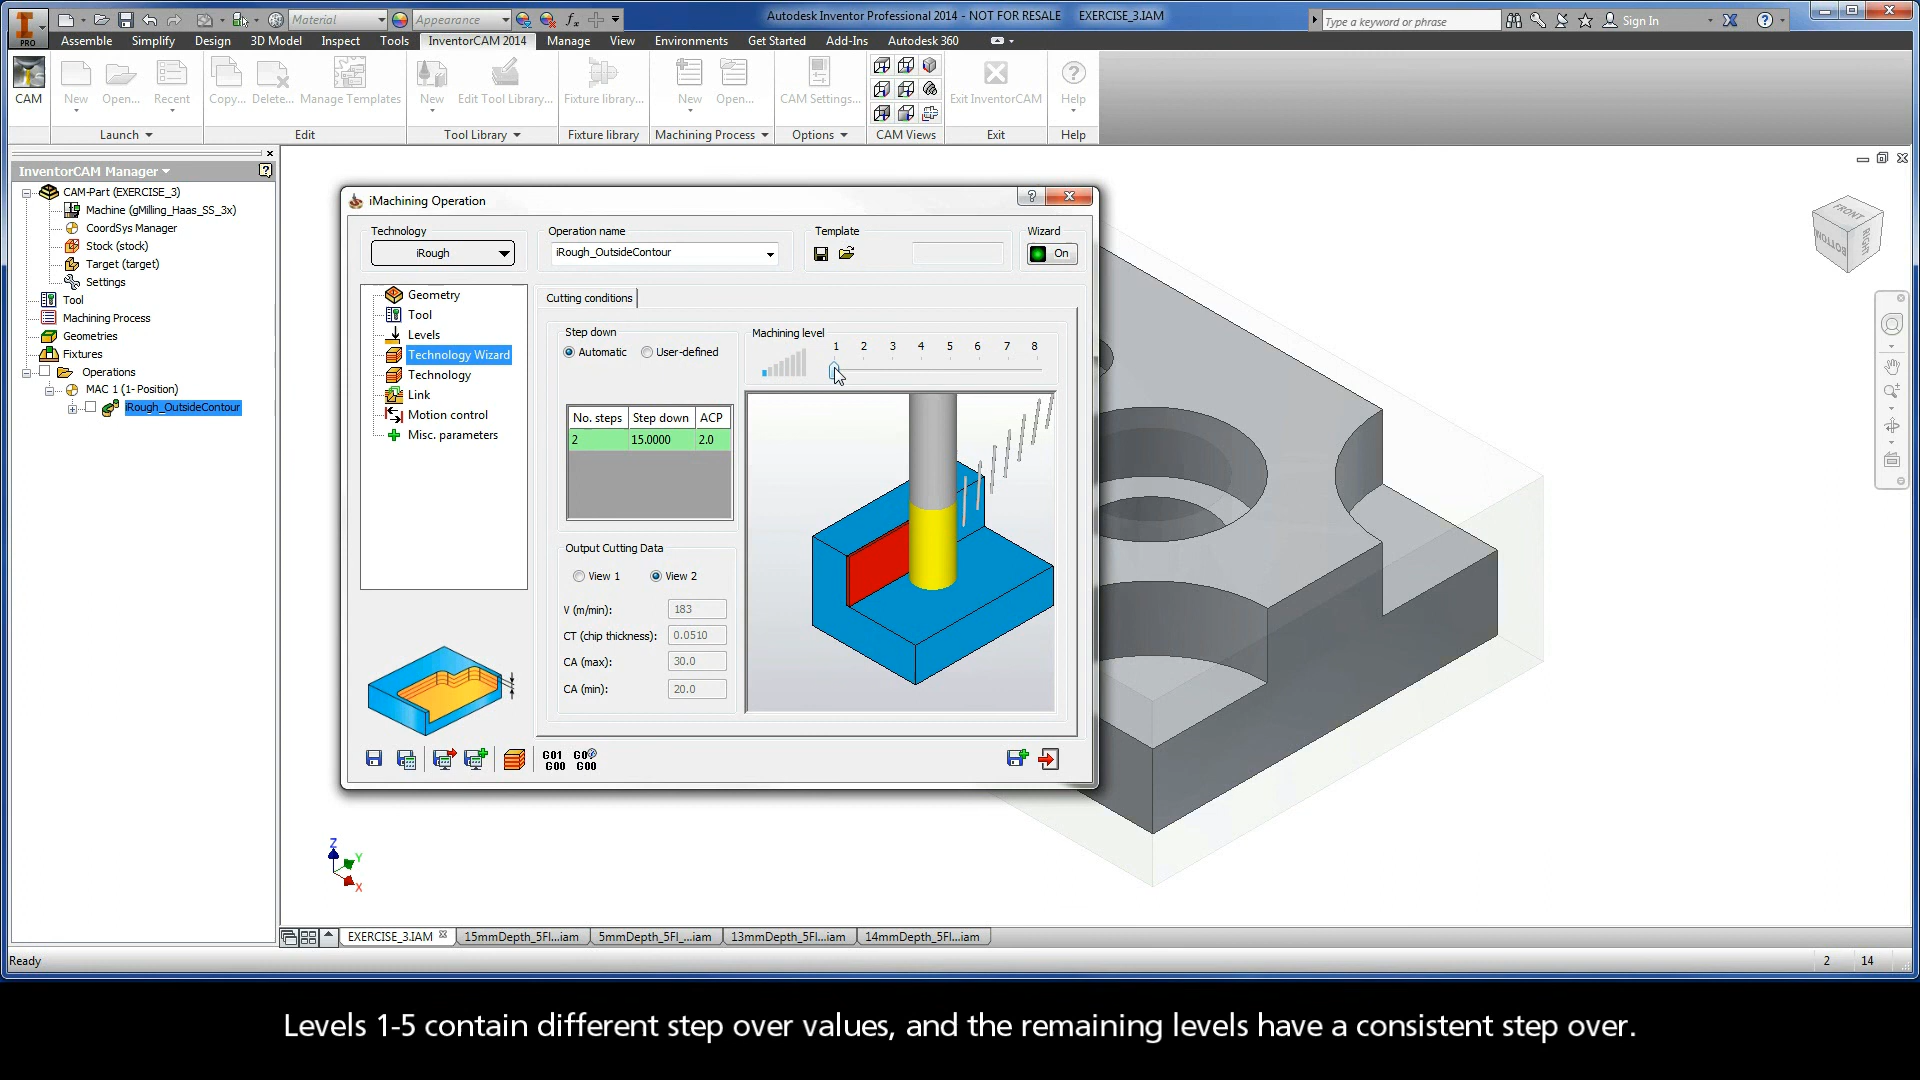 Autodesk Inventor Professional 2014 - NOT FOR RESALE EXERCISE_3.IAM
Material
Appearance
Type a keyword or phrase
Sign In
PRO
Assemble Simplify Design 3D Model Inspect Tools InventorCAM 2014 Manage View Environments Get Started Add-Ins Autodesk 360
CAM New Open... Recent Copy... Delete... Manage Templates New Edit Tool Library... Fixture library... New Open... CAM Settings... Exit InventorCAM Help
Launch Edit Tool Library Fixture library Machining Process Options CAM Views Exit Help
InventorCAM Manager
CAM-Part (EXERCISE_3)
Machine (gMilling_Haas_SS_3x)
CoordSys Manager
Stock (stock)
Target (target)
Settings
Tool
Machining Process
Geometries
Fixtures
Operations
MAC 1 (1- Position)
iRough_OutsideContour
iMachining Operation
Technology
iRough
Operation name
iRough_OutsideContour
Template
Wizard
On
Geometry
Tool
Levels
Technology Wizard
Technology
Link
Motion control
Misc. parameters
Cutting conditions
Step down
Automatic User-defined
No. steps Step down ACP
2 15.0000 2.0
Machining level
1 2 3 4 5 6 7 8
Output Cutting Data
View 1 View 2
V (m/min): 183
CT (chip thickness): 0.0510
CA (max): 30.0
CA (min): 20.0
G01 G00
G00
FRONT
BOTTOM
RIGHT
Z
Y
X
EXERCISE_3.IAM 15mmDepth_5Fl...iam 5mmDepth_5Fl_...iam 13mmDepth_5Fl...iam 14mmDepth_5Fl...iam
Ready
2 14
Levels 1-5 contain different step over values, and the remaining levels have a consistent step over.